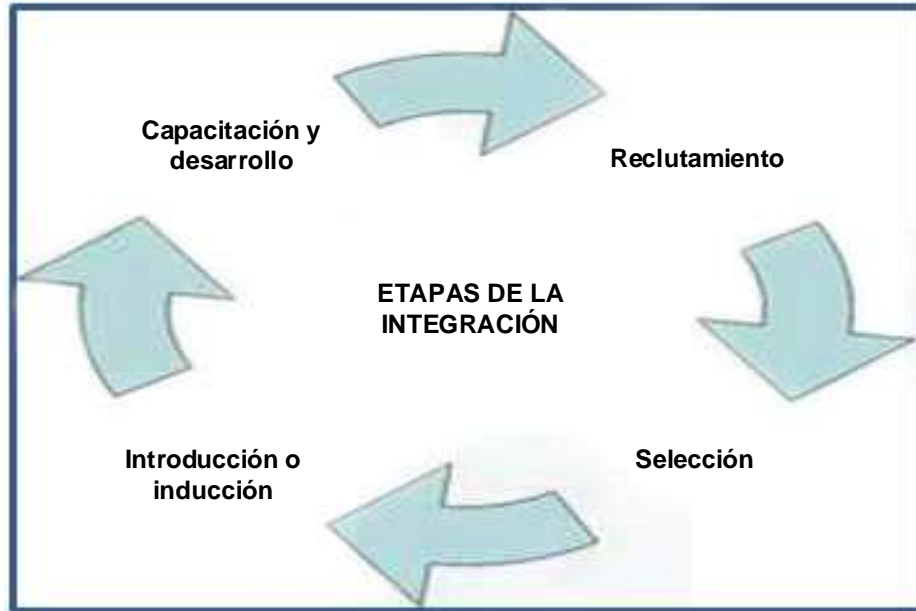 Capacitación y
desarrollo
Reclutamiento
ETAPAS DE LA
INTEGRACIÓN
Introducción o
inducción
Selección